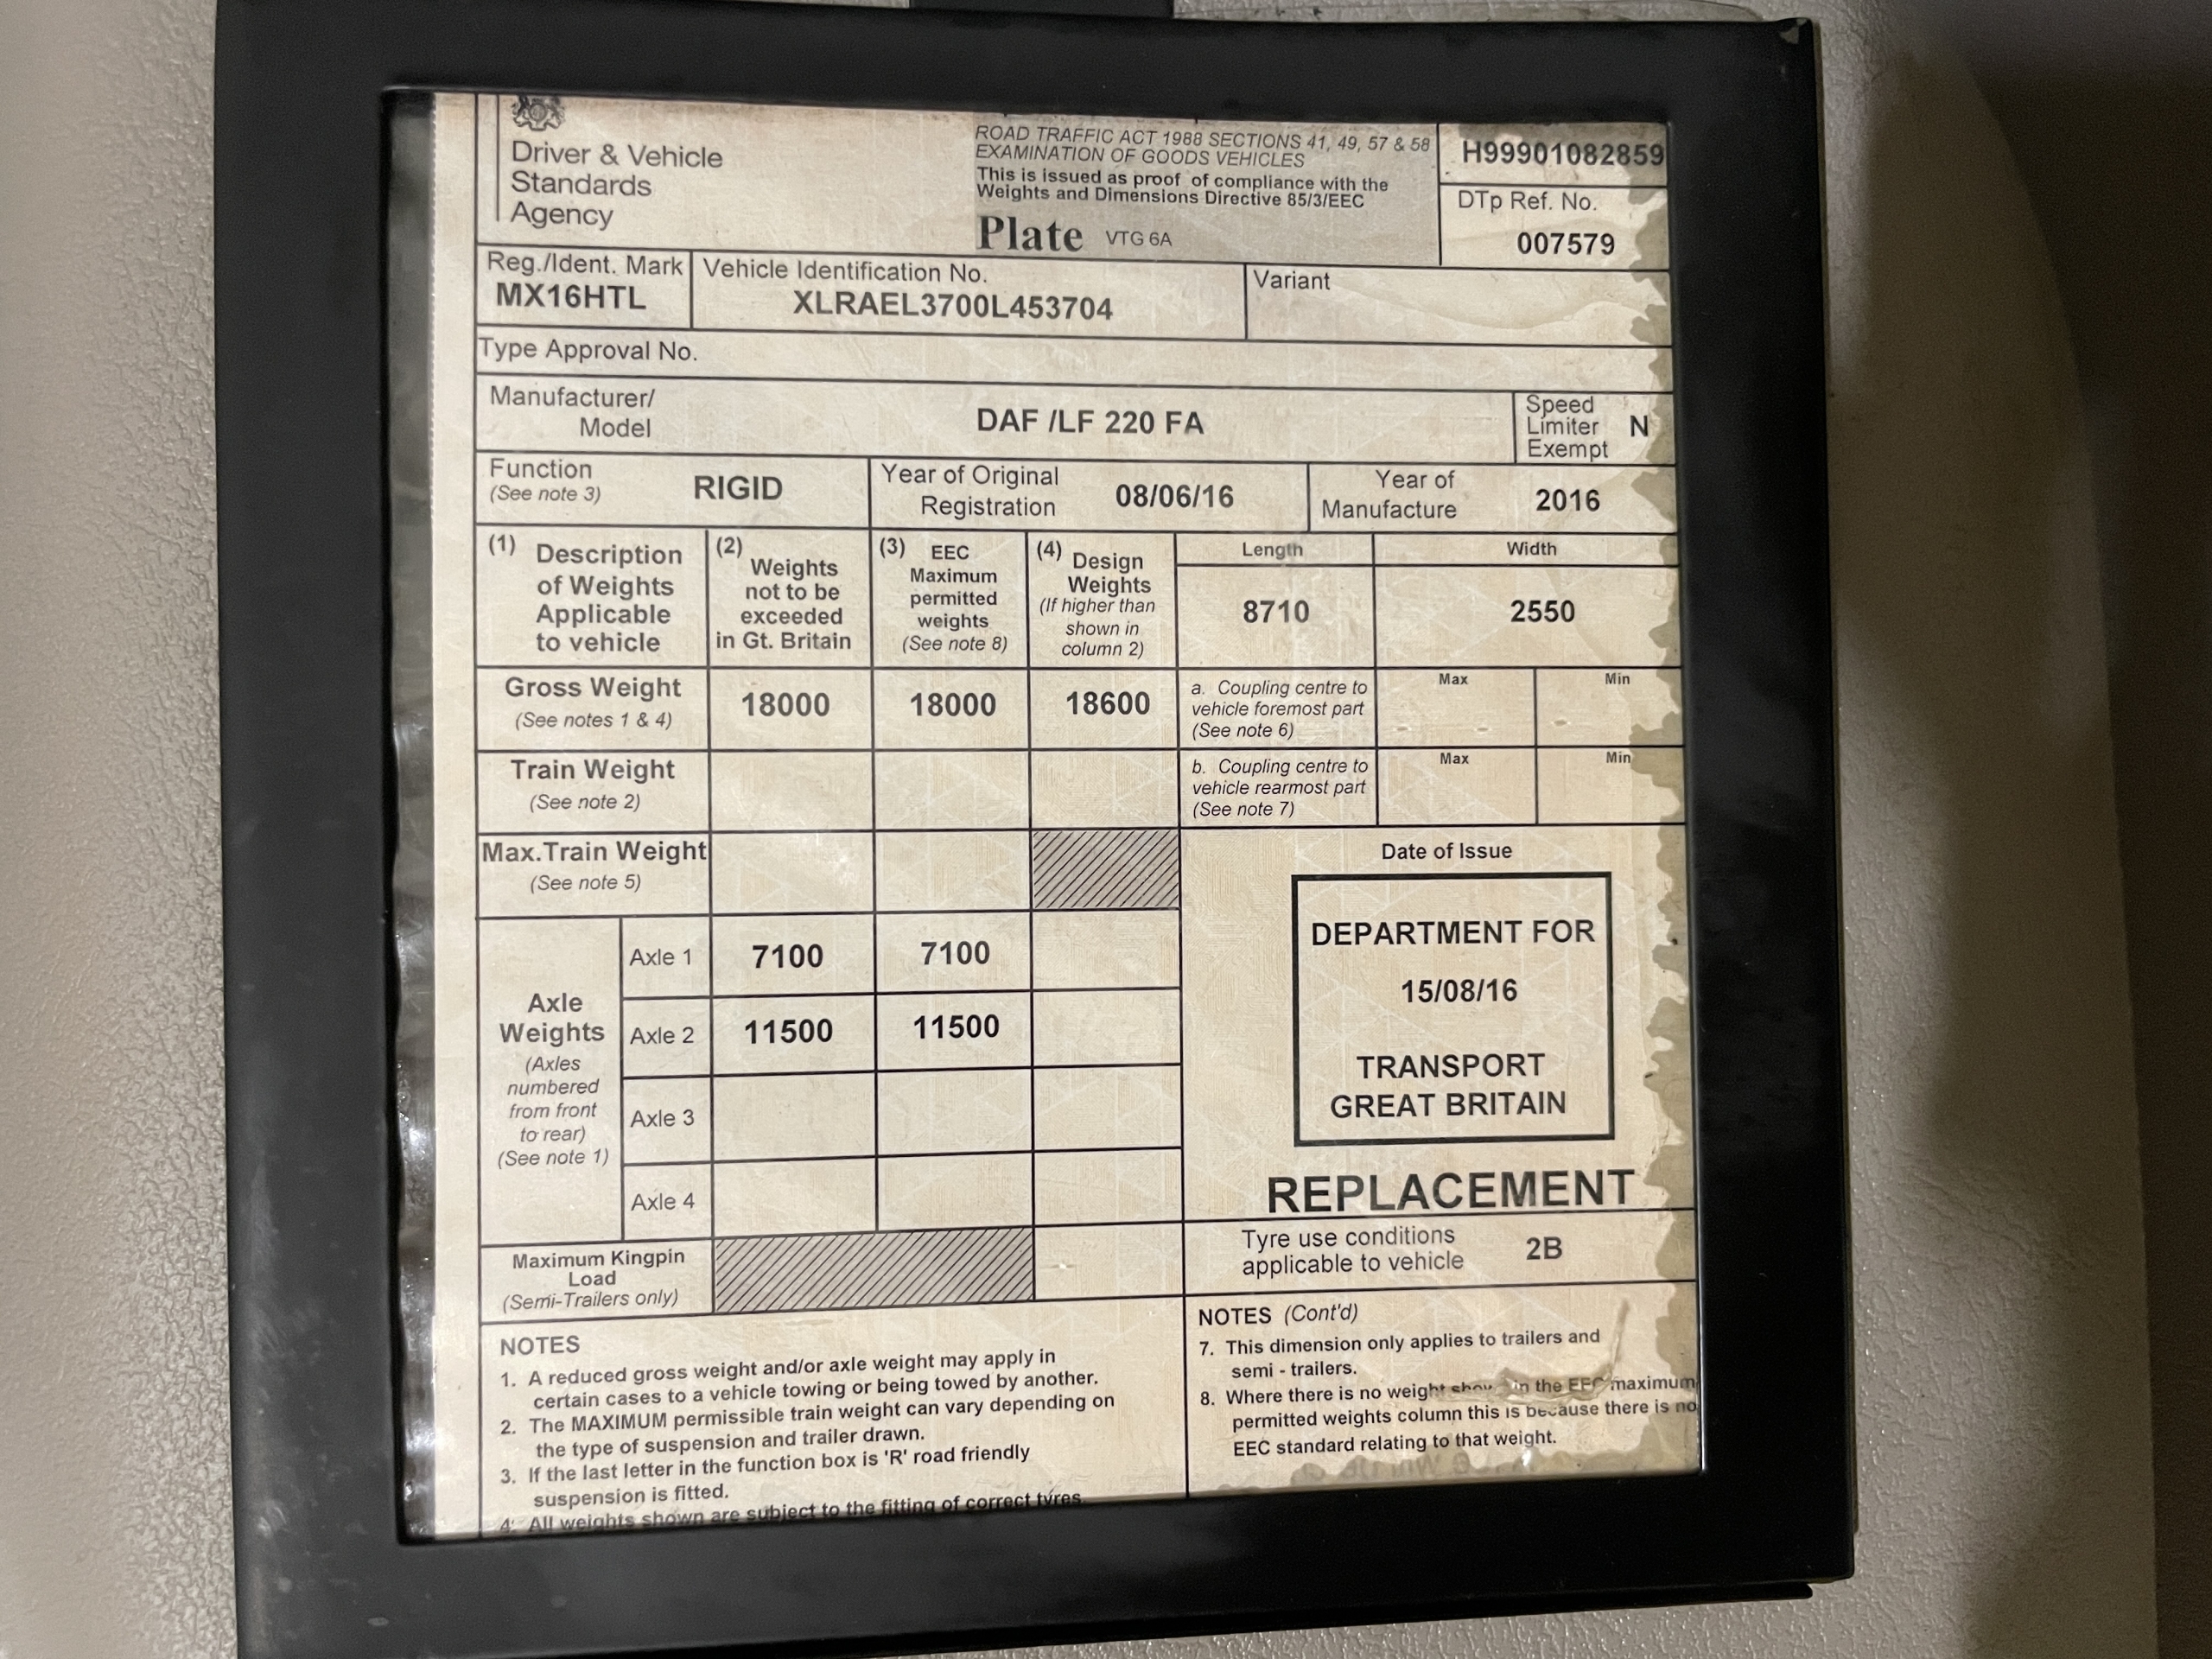 Driver & Vehicle
Standards
Agency
ROAD TRAFFIC ACT 1988 SECTIONS 41, 49, 57 & 58
EXAMINATION OF GOODS VEHICLES
This is issued as proof of compliance with the
Weights and Dimensions Directive 85/3/EEC
Plate VTG 6A
H99901082859
DTp Ref. No.
007579
Reg./Ident. Mark
MX16HTL
Vehicle Identification No.
XLRAEL3700L453704
Variant
Type Approval No.
Manufacturer/
Model
DAF /LF 220 FA
Speed
Limiter
Exempt
N
Function
(See note 3)
RIGID
Year of Original
Registration
08/06/16
Year of
Manufacture
2016
(1) Description
of Weights
Applicable
to vehicle
(2) Weights
not to be
exceeded
in Gt. Britain
(3) EEC
Maximum
permitted
weights
(See note 8)
(4) Design
Weights
(If higher than
shown in
column 2)
Length
8710
Width
2550
Gross Weight
(See notes 1 & 4)
18000
18000
18600
a. Coupling centre to
vehicle foremost part
(See note 6)
Max
Min
Train Weight
(See note 2)
b. Coupling centre to
vehicle rearmost part
(See note 7)
Max
Min
Max.Train Weight
(See note 5)
Axle
Weights
(Axles
numbered
from front
to rear)
(See note 1)
Axle 1
7100
7100
Axle 2
11500
11500
Axle 3
Axle 4
Maximum Kingpin
Load
(Semi-Trailers only)
Date of Issue
DEPARTMENT FOR
15/08/16
TRANSPORT
GREAT BRITAIN
REPLACEMENT
Tyre use conditions
applicable to vehicle
2B
NOTES
1. A reduced gross weight and/or axle weight may apply in
certain cases to a vehicle towing or being towed by another.
2. The MAXIMUM permissible train weight can vary depending on
the type of suspension and trailer drawn.
3. If the last letter in the function box is 'R' road friendly
suspension is fitted.
4. All weights shown are subject to the fitting of correct tyres.
NOTES (Cont'd)
7. This dimension only applies to trailers and
semi - trailers.
8. Where there is no weight in the EEC maximum
permitted weights column this is because there is no
EEC standard relating to that weight.